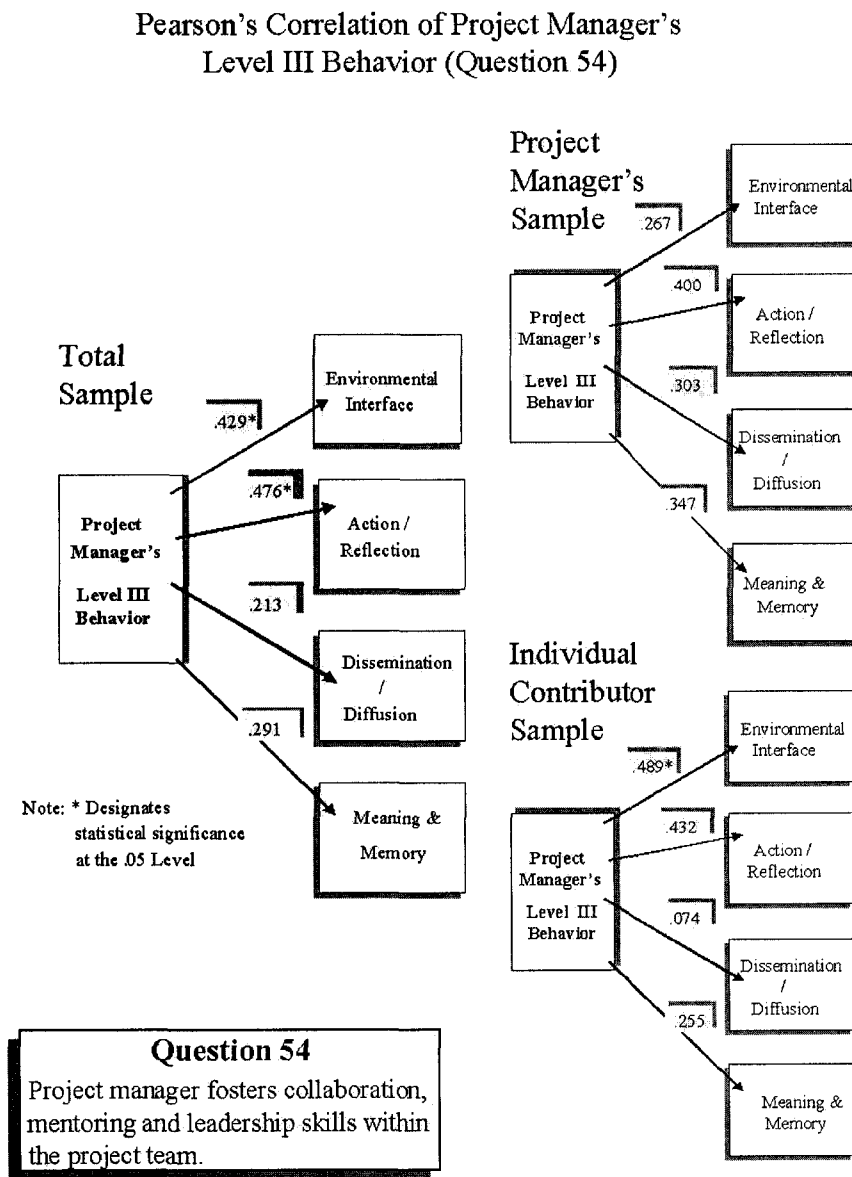 Pearson's Correlation of Project Manager's
Level III Behavior (Question 54)
Total
Sample
.429*
.476*
.213
.291
Project
Manager's
Level III
Behavior
Environmental
Interface
Action /
Reflection
Dissemination
/
Diffusion
Meaning &
Memory
Note: * Designates
statistical significance
at the .05 Level
Project
Manager's
Sample
.267
.400
.303
.347
Project
Manager's
Level III
Behavior
Environmental
Interface
Action /
Reflection
Dissemination
/
Diffusion
Meaning &
Memory
Individual
Contributor
Sample
.489*
.432
.074
.255
Project
Manager's
Level III
Behavior
Environmental
Interface
Action /
Reflection
Dissemination
/
Diffusion
Meaning &
Memory
Question 54
Project manager fosters collaboration,
mentoring and leadership skills within
the project team.